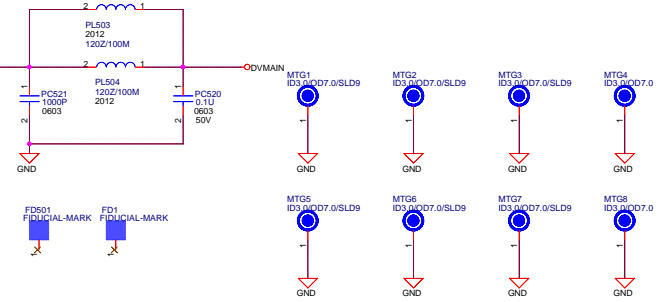 2 1
PL503
2012
120Z/100M
2 1
PL504
120Z/100M
2012
DVMAIN
1
PC521
1000P
0603
2
1
PC520
0.1U
0603
50V
2
GND
MTG1
ID3.0/OD7.0/SLD9
1
GND
MTG2
ID3.0/OD7.0/SLD9
1
GND
MTG3
ID3.0/OD7.0/SLD9
1
GND
MTG4
ID3.0/OD7.0
1
GND
FD501
FIDUCIAL-MARK
1
FD1
FIDUCIAL-MARK
1
MTG5
ID3.0/OD7.0/SLD9
1
GND
MTG6
ID3.0/OD7.0/SLD9
1
GND
MTG7
ID3.0/OD7.0/SLD9
1
GND
MTG8
ID3.0/OD7.0
1
GND